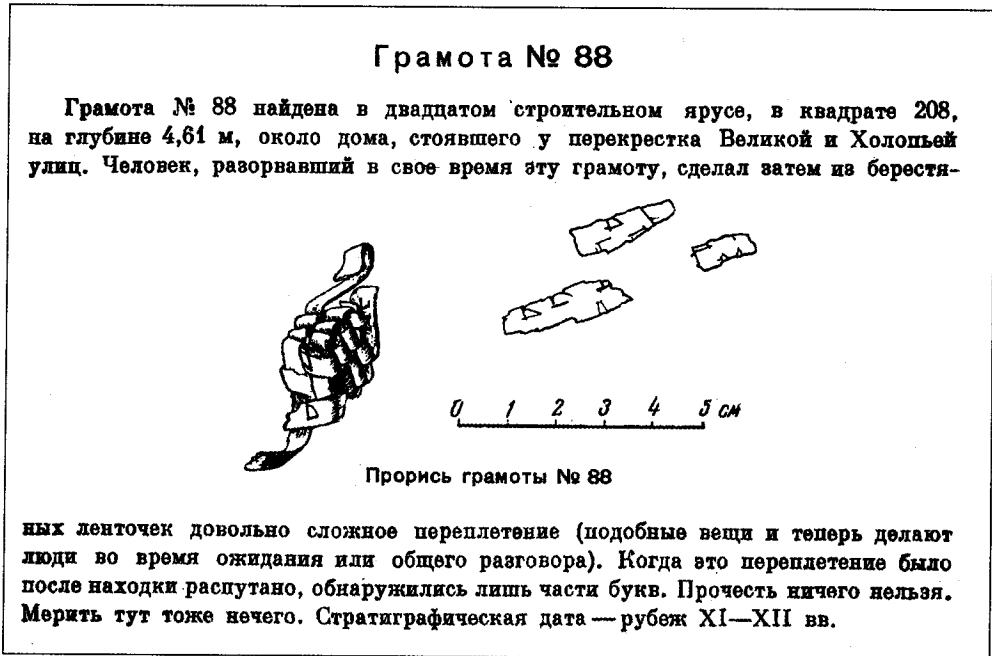 Грамота № 88
Грамота № 88 найдена в двадцатом строительном ярусе, в квадрате 208,
на глубине 4,61 м, около дома, стоявшего у перекрестка Великой и Холопьей
улиц. Человек, разорвавший в свое время эту грамоту, сделал затем из берестя-
0 1 2 3 4 5 см
Прорись грамоты № 88
ных ленточек довольно сложное переплетение (подобные вещи и теперь делают
люди во время ожидания или общего разговора). Когда это переплетение было
после находки распутано, обнаружились лишь части букв. Прочесть ничего нельзя.
Мерить тут тоже нечего. Стратиграфическая дата — рубеж XI—XII вв.